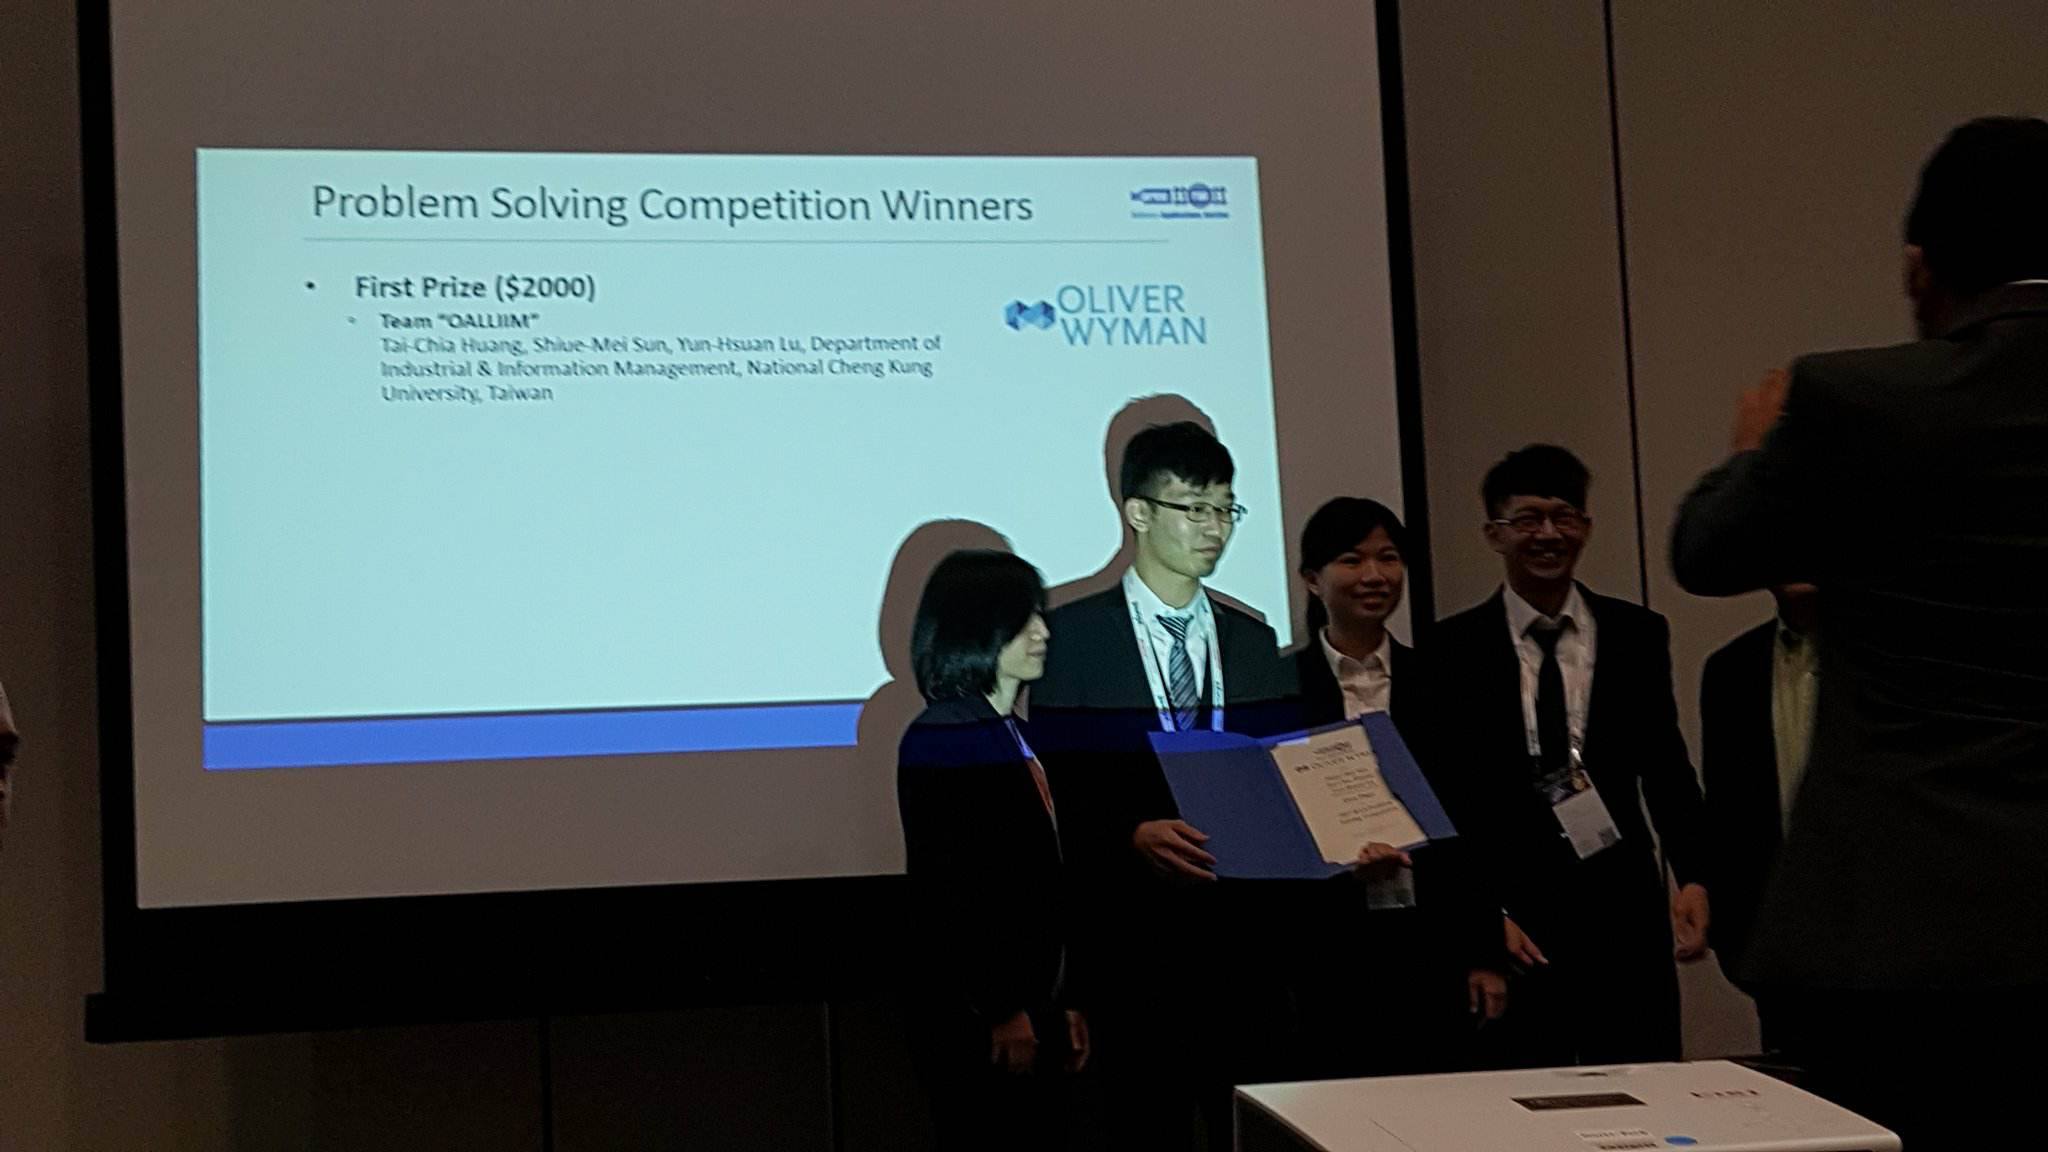 Problem Solving Competition Winners
• First Prize ($2000)
Team "OALLIIM"
Tai-Chia Huang, Shiue-Mei Sun, Yun-Hsuan Lu, Department of
Industrial & Information Management, National Cheng Kung
University, Taiwan
OLIVER
WYMAN